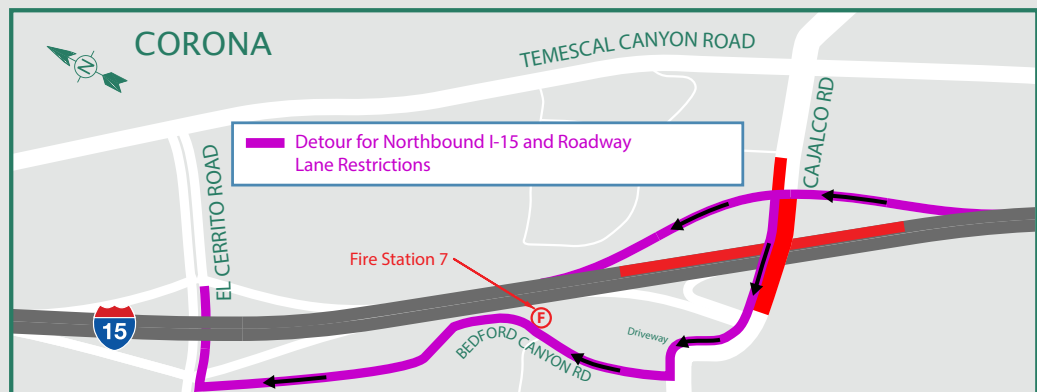 CORONA
N
TEMESCAL CANYON ROAD
CAJALCO RD
Detour for Northbound I-15 and Roadway
Lane Restrictions
EL CERRITO ROAD
Fire Station 7
F
15
BEDFORD CANYON RD
Driveway